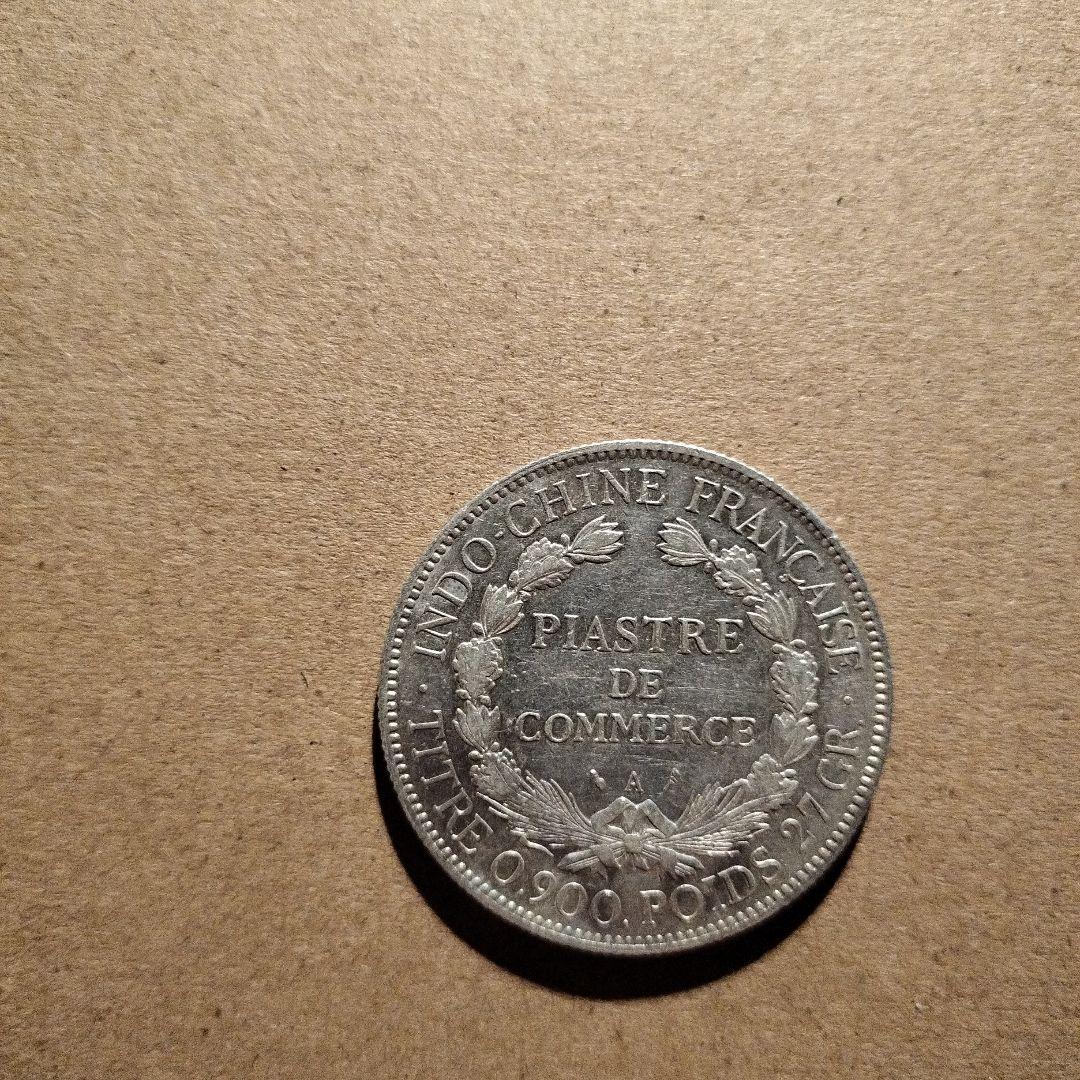 INDO-CHINE FRANÇAISE
PIASTRE
DE
COMMERCE
A
· TITRE 0,900. POIDS 27 GR. ·